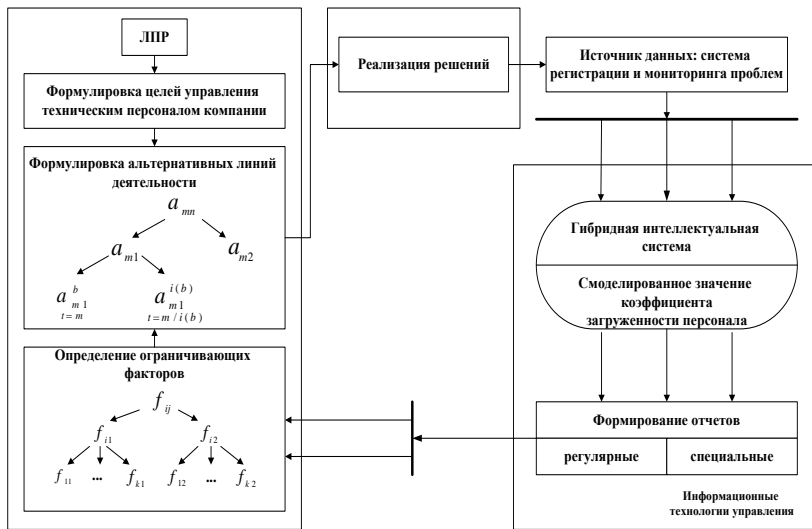 ЛПР
Формулировка целей управления
техническим персоналом компании
Формулировка альтернативных линий
деятельности
a mn
a m1
a m2
a b m 1
t = m
a i(b) m 1
t = m / i(b)
Определение ограничивающих
факторов
f ij
f i1
f i2
f 11
...
f k1
f 12
...
f k2
Реализация решений
Источник данных: система
регистрации и мониторинга проблем
Гибридная интеллектуальная
система
Смоделированное значение
коэффициента
загруженности персонала
Формирование отчетов
регулярные
специальные
Информационные
технологии управления